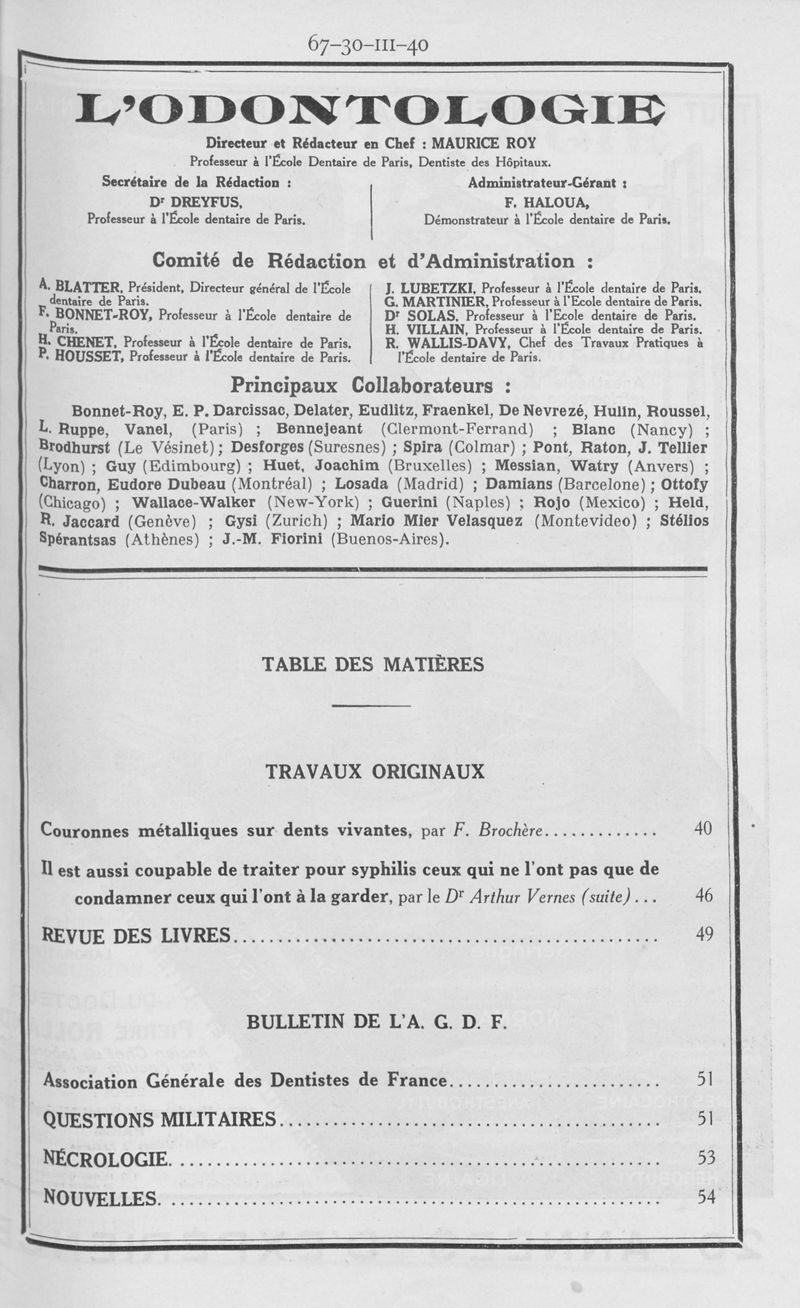 67-30-III-40
L'ODONTOLOGIE
Directeur et Rédacteur en Chef : MAURICE ROY
Professeur à l'École Dentaire de Paris, Dentiste des Hôpitaux.
Secrétaire de la Rédaction :
Dr DREYFUS,
Professeur à l'École dentaire de Paris.
Administrateur-Gérant :
F. HALOUA,
Démonstrateur à l'École dentaire de Paris.
Comité de Rédaction et d'Administration :
A. BLATTER, Président, Directeur général de l'École
dentaire de Paris.
F. BONNET-ROY, Professeur à l'École dentaire de
Paris.
H. CHENET, Professeur à l'École dentaire de Paris.
P. HOUSSET, Professeur à l'École dentaire de Paris.
J. LUBETZKI, Professeur à l'École dentaire de Paris.
G. MARTINIER, Professeur à l'Ecole dentaire de Paris.
Dr SOLAS, Professeur à l'Ecole dentaire de Paris.
H. VILLAIN, Professeur à l'École dentaire de Paris.
R. WALLIS-DAVY, Chef des Travaux Pratiques à
l'École dentaire de Paris.
Principaux Collaborateurs :
Bonnet-Roy, E. P. Darcissac, Delater, Eudlitz, Fraenkel, De Nevrezé, Hulin, Roussel,
L. Ruppe, Vanel, (Paris) ; Bennejeant (Clermont-Ferrand) ; Blanc (Nancy) ;
Brodhurst (Le Vésinet) ; Desforges (Suresnes) ; Spira (Colmar) ; Pont, Raton, J. Tellier
(Lyon) ; Guy (Edimbourg) ; Huet, Joachim (Bruxelles) ; Messian, Watry (Anvers) ;
Charron, Eudore Dubeau (Montréal) ; Losada (Madrid) ; Damians (Barcelone) ; Ottofy
(Chicago) ; Wallace-Walker (New-York) ; Guerini (Naples) ; Rojo (Mexico) ; Held,
R. Jaccard (Genève) ; Gysi (Zurich) ; Mario Mier Velasquez (Montevideo) ; Stélios
Spérantsas (Athènes) ; J.-M. Fiorini (Buenos-Aires).
TABLE DES MATIÈRES
TRAVAUX ORIGINAUX
Couronnes métalliques sur dents vivantes, par F. Brochère............. 40
Il est aussi coupable de traiter pour syphilis ceux qui ne l'ont pas que de
condamner ceux qui l'ont à la garder, par le Dr Arthur Vernes (suite)... 46
REVUE DES LIVRES................................................ 49
BULLETIN DE L'A. G. D. F.
Association Générale des Dentistes de France........................ 51
QUESTIONS MILITAIRES........................................... 51
NÉCROLOGIE....................................................... 53
NOUVELLES........................................................ 54